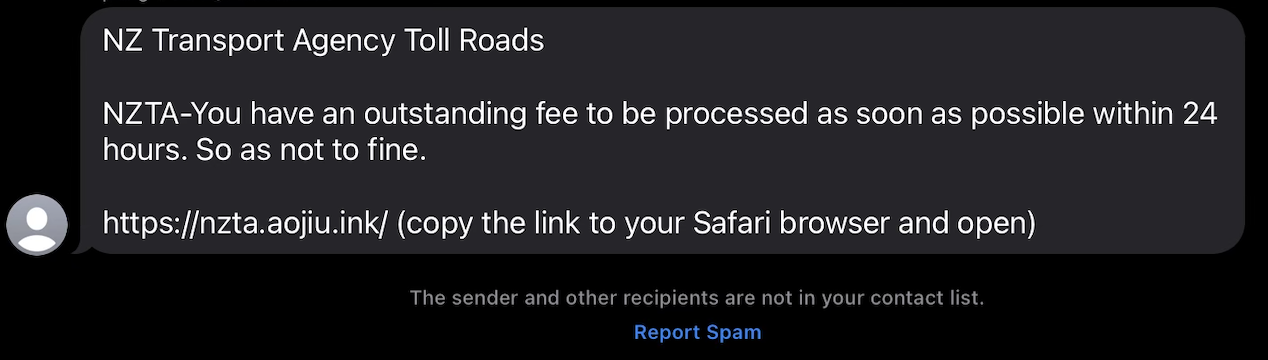 NZ Transport Agency Toll Roads
NZTA-You have an outstanding fee to be processed as soon as possible within 24
hours. So as not to fine.
https://nzta.aojiu.ink/ (copy the link to your Safari browser and open)
The sender and other recipients are not in your contact list.
Report Spam